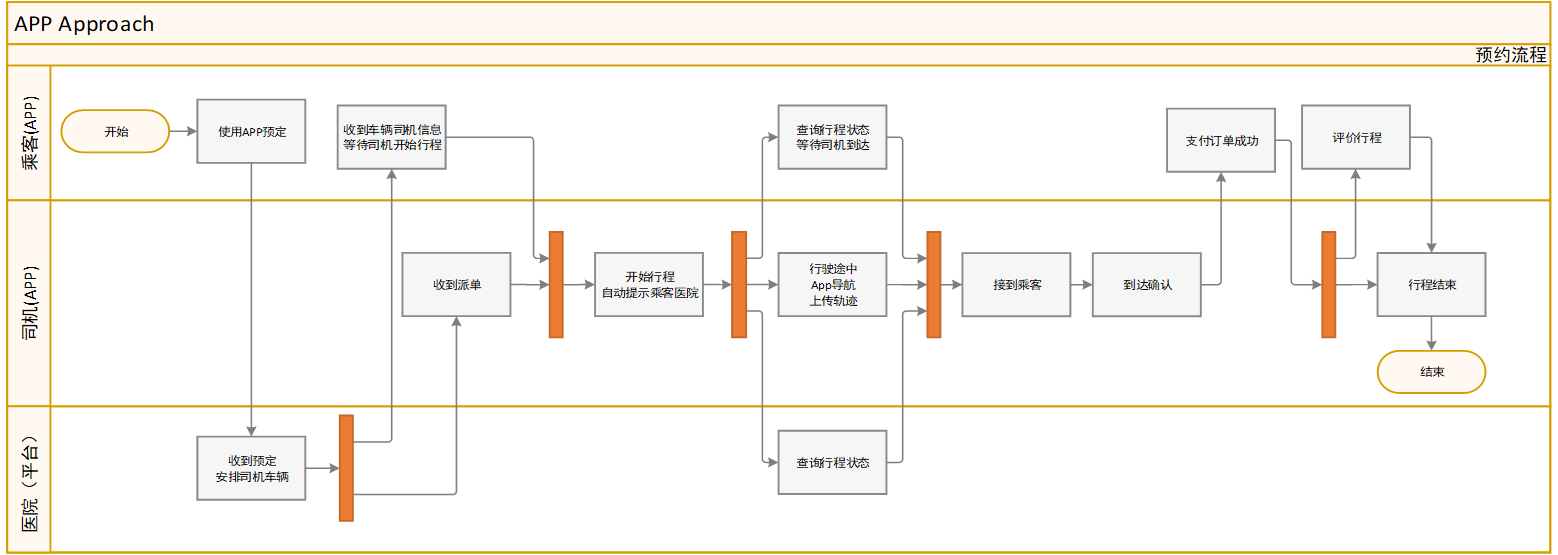 APP Approach
预约流程
乘客(APP)
开始
使用APP预定
收到车辆司机信息
等待司机开始行程
查询行程状态
等待司机到达
支付订单成功
评价行程
司机(APP)
收到派单
开始行程
自动提示乘客医院
行驶途中
App导航
上传轨迹
接到乘客
到达确认
行程结束
结束
医院（平台）
收到预定
安排司机车辆
查询行程状态